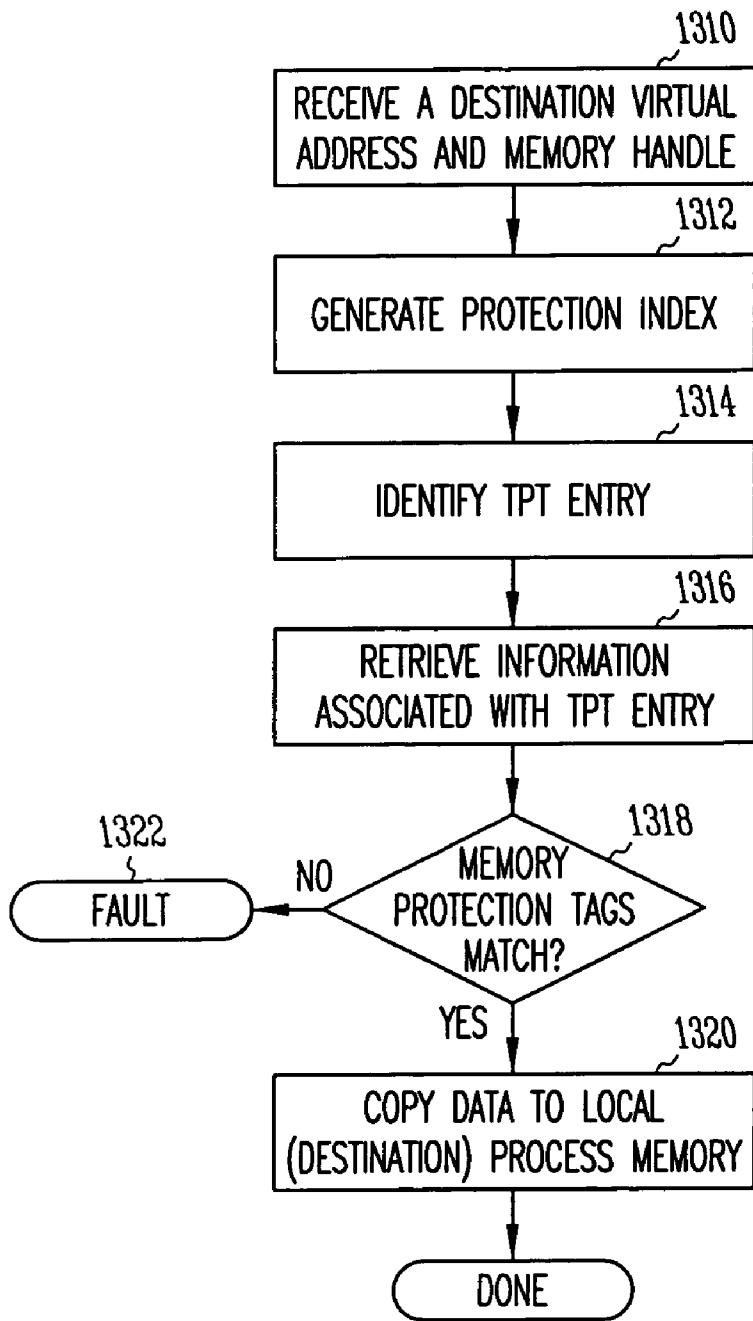 1310
RECEIVE A DESTINATION VIRTUAL
ADDRESS AND MEMORY HANDLE
1312
GENERATE PROTECTION INDEX
1314
IDENTIFY TPT ENTRY
1316
RETRIEVE INFORMATION
ASSOCIATED WITH TPT ENTRY
1318
MEMORY
PROTECTION TAGS
MATCH?
NO
1322
FAULT
YES
1320
COPY DATA TO LOCAL
(DESTINATION) PROCESS MEMORY
DONE